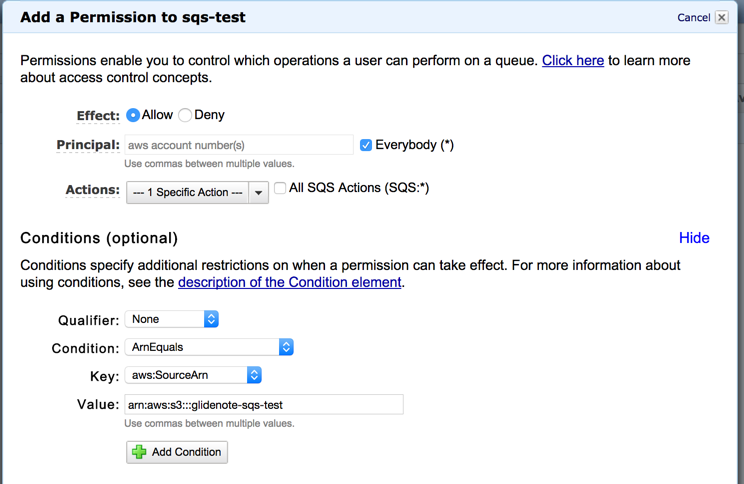 Add a Permission to sqs-test
Cancel
Permissions enable you to control which operations a user can perform on a queue. Click here to learn more
about access control concepts.
Effect: Allow Deny
Principal: aws account number(s) Everybody (*)
Use commas between multiple values.
Actions: --- 1 Specific Action --- All SQS Actions (SQS:*)
Conditions (optional) Hide
Conditions specify additional restrictions on when a permission can take effect. For more information about
using conditions, see the description of the Condition element.
Qualifier: None
Condition: ArnEquals
Key: aws:SourceArn
Value: arn:aws:s3:::glidenote-sqs-test
Use commas between multiple values.
Add Condition